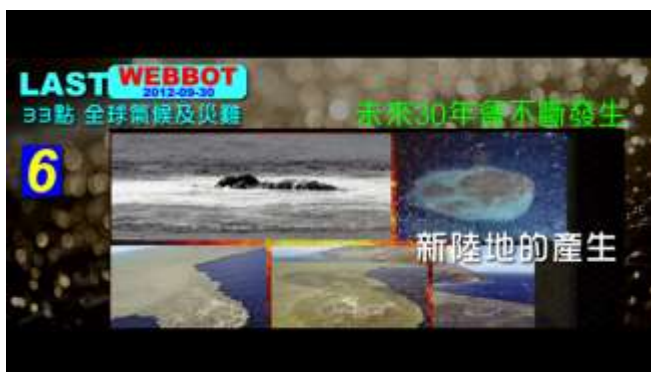 LAST WEBBOT
2012-09-30
33點 全球氣候及災難
未來30年會不斷發生
6
新陸地的產生